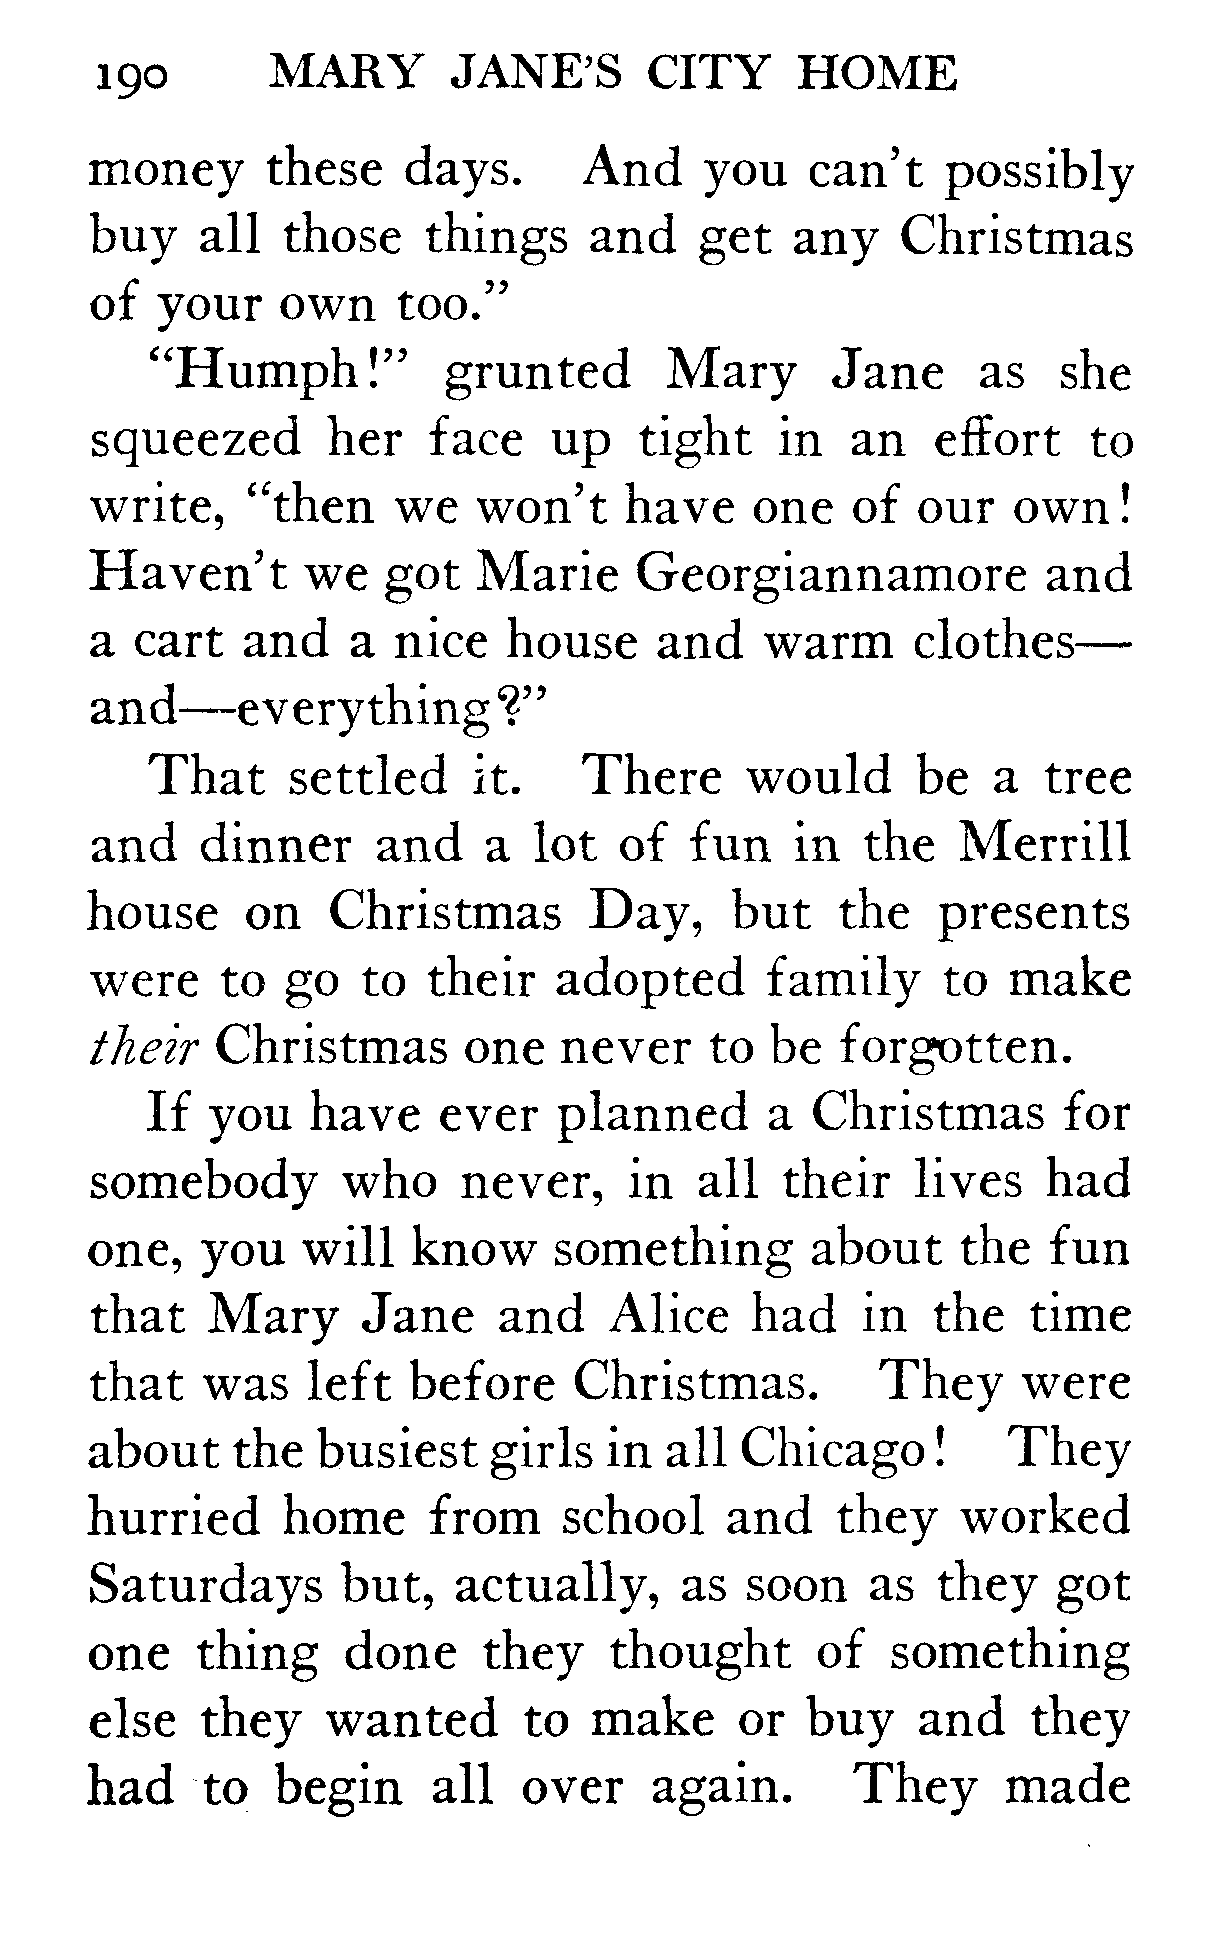 190 MARY JANE'S CITY HOME
money these days. And you can't possibly
buy all those things and get any Christmas
of your own too."
"Humph!" grunted Mary Jane as she
squeezed her face up tight in an effort to
write, "then we won't have one of our own!
Haven't we got Marie Georgiannamore and
a cart and a nice house and warm clothes—
and—everything?"
That settled it. There would be a tree
and dinner and a lot of fun in the Merrill
house on Christmas Day, but the presents
were to go to their adopted family to make
their Christmas one never to be forgotten.
If you have ever planned a Christmas for
somebody who never, in all their lives had
one, you will know something about the fun
that Mary Jane and Alice had in the time
that was left before Christmas. They were
about the busiest girls in all Chicago! They
hurried home from school and they worked
Saturdays but, actually, as soon as they got
one thing done they thought of something
else they wanted to make or buy and they
had to begin all over again. They made